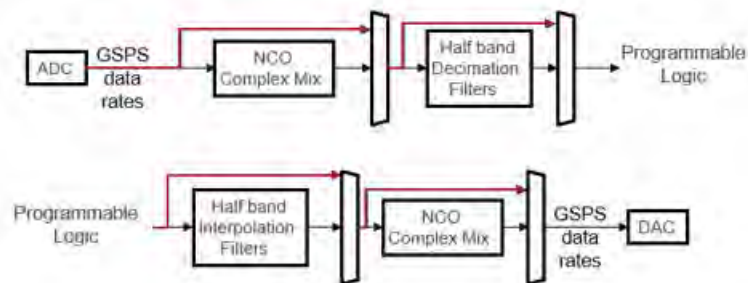 ADC
GSPS
data
rates
NCO
Complex Mix
Half band
Decimation
Filters
Programmable
Logic
Programmable
Logic
Half band
Interpolation
Filters
NCO
Complex Mix
GSPS
data
rates
DAC